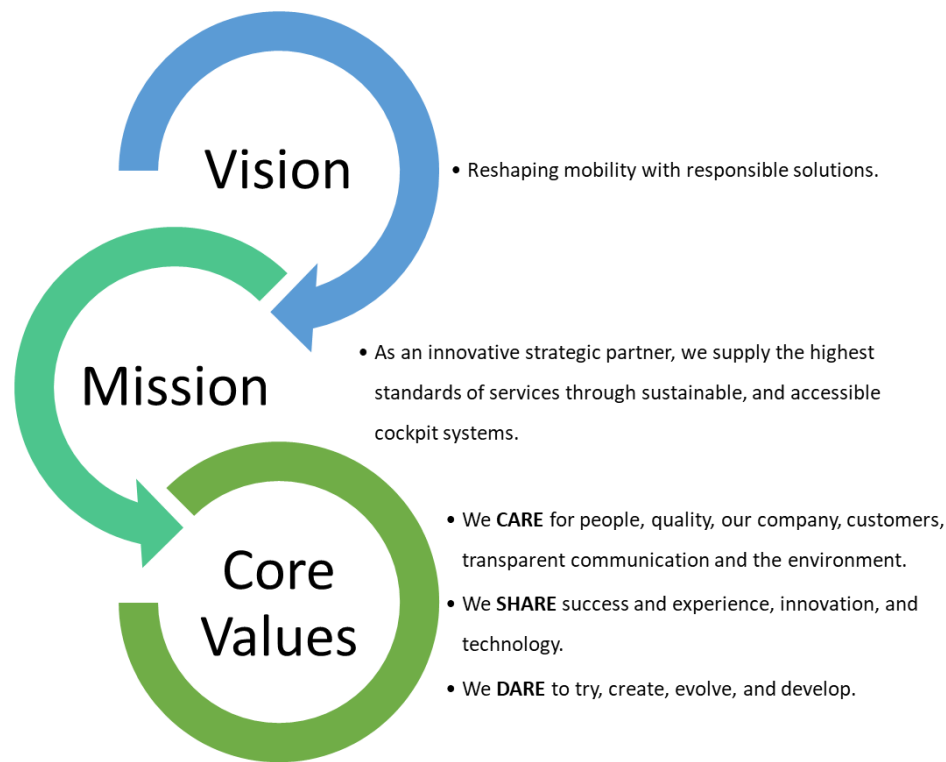 Vision
• Reshaping mobility with responsible solutions.
Mission
• As an innovative strategic partner, we supply the highest
standards of services through sustainable, and accessible
cockpit systems.
Core
Values
• We CARE for people, quality, our company, customers,
transparent communication and the environment.
• We SHARE success and experience, innovation, and
technology.
• We DARE to try, create, evolve, and develop.